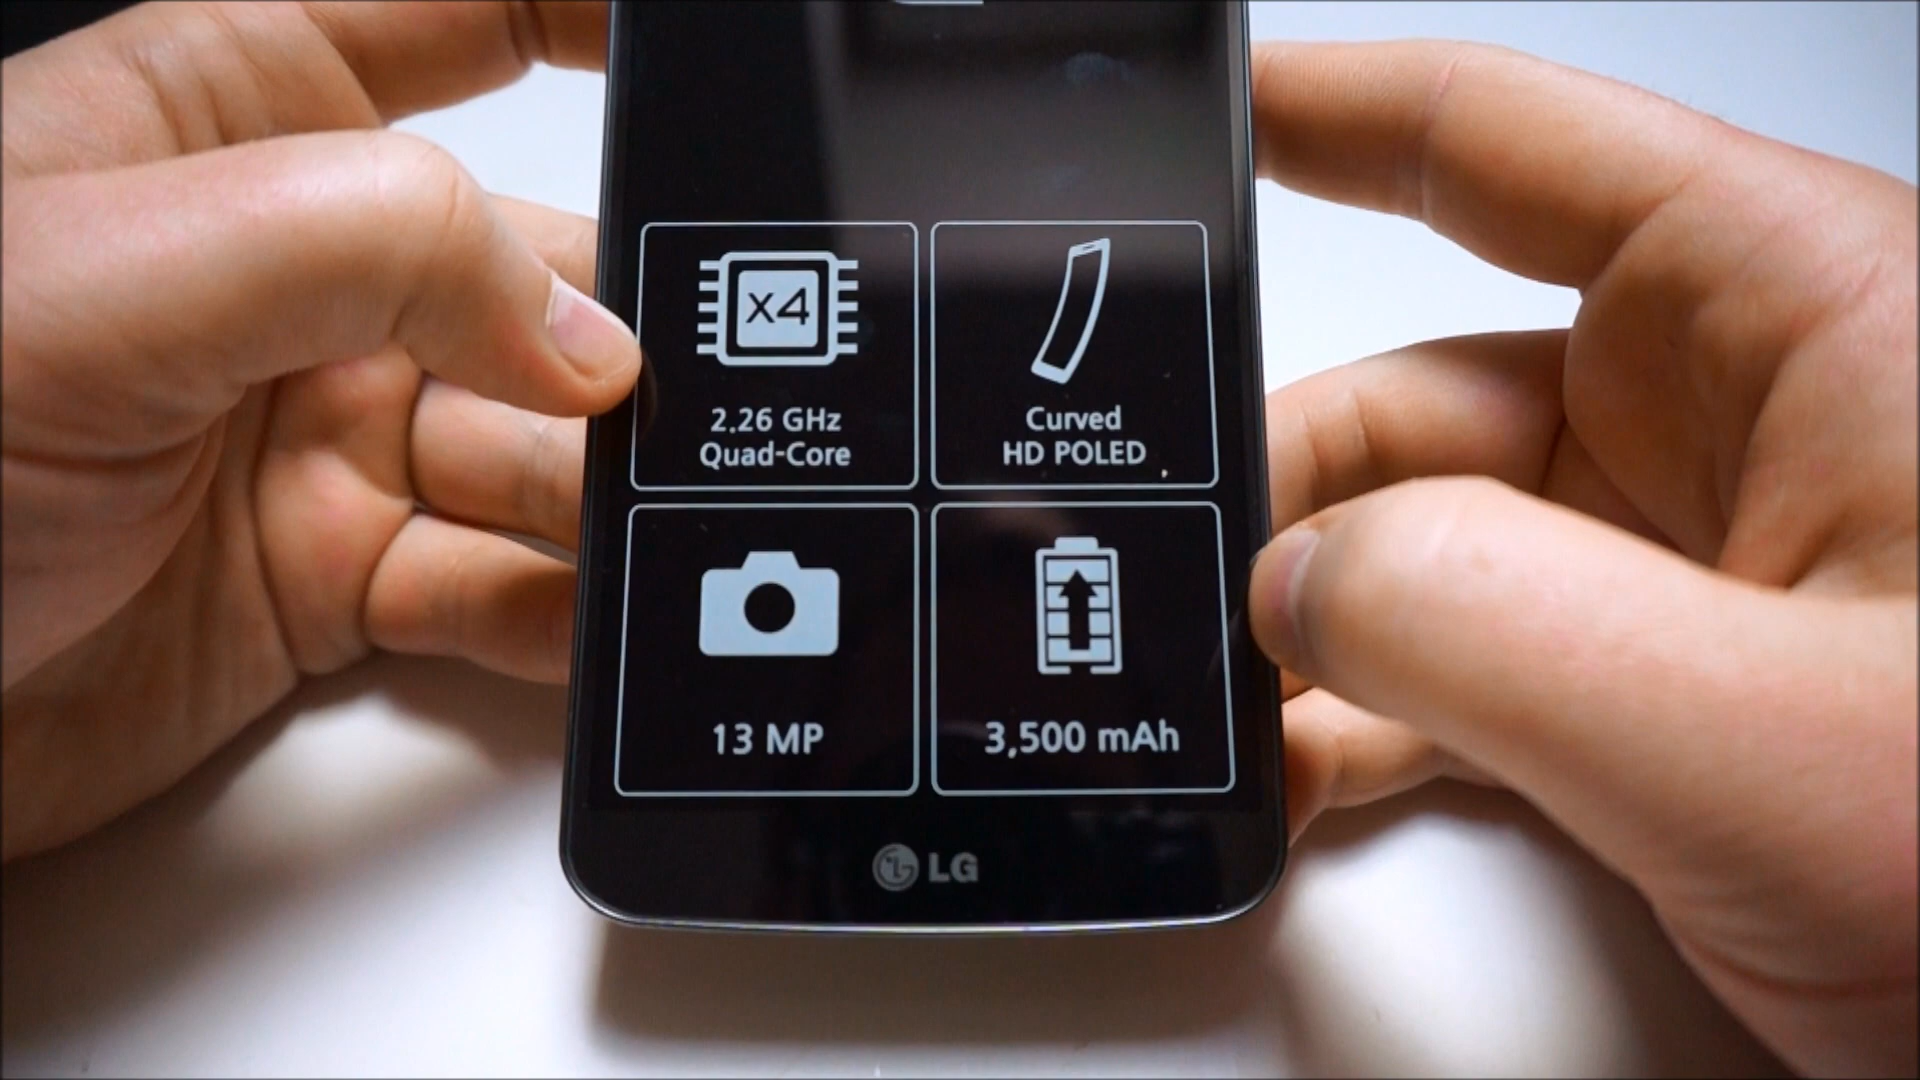 x4
2.26 GHz
Quad-Core
Curved
HD POLED
13 MP
3,500 mAh
LG